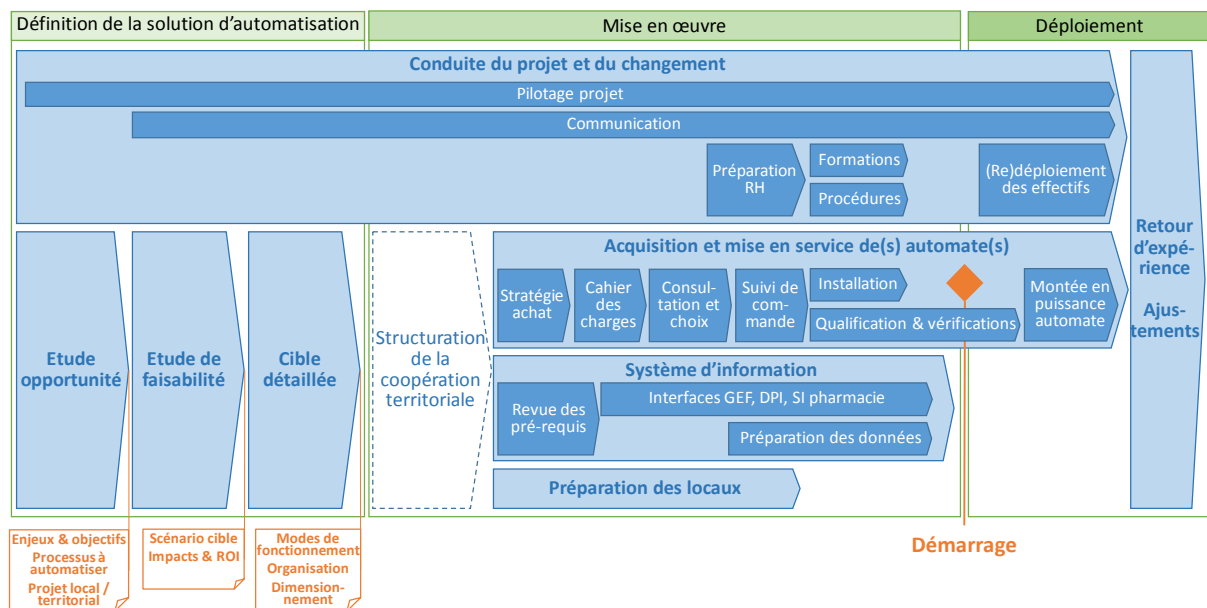 Définition de la solution d'automatisation
Mise en œuvre
Déploiement
Conduite du projet et du changement
Pilotage projet
Communication
Préparation
RH
Formations
Procédures
(Re)déploiement
des effectifs
Retour
d'expé-
rience
Ajus-
tements
Etude
opportunité
Etude de
faisabilité
Cible
détaillée
Structuration
de la
coopération
territoriale
Acquisition et mise en service de(s) automate(s)
Stratégie
achat
Cahier
des
charges
Consul-
tation et
choix
Suivi de
com-
mande
Installation
Qualification & vérifications
Montée en
puissance
automate
Système d'information
Revue des
pré-requis
Interfaces GEF, DPI, SI pharmacie
Préparation des données
Préparation des locaux
Enjeux & objectifs
Processus à
automatiser
Projet local /
territorial
Scénario cible
Impacts & ROI
Modes de
fonctionnement
Organisation
Dimension-
nement
Démarrage